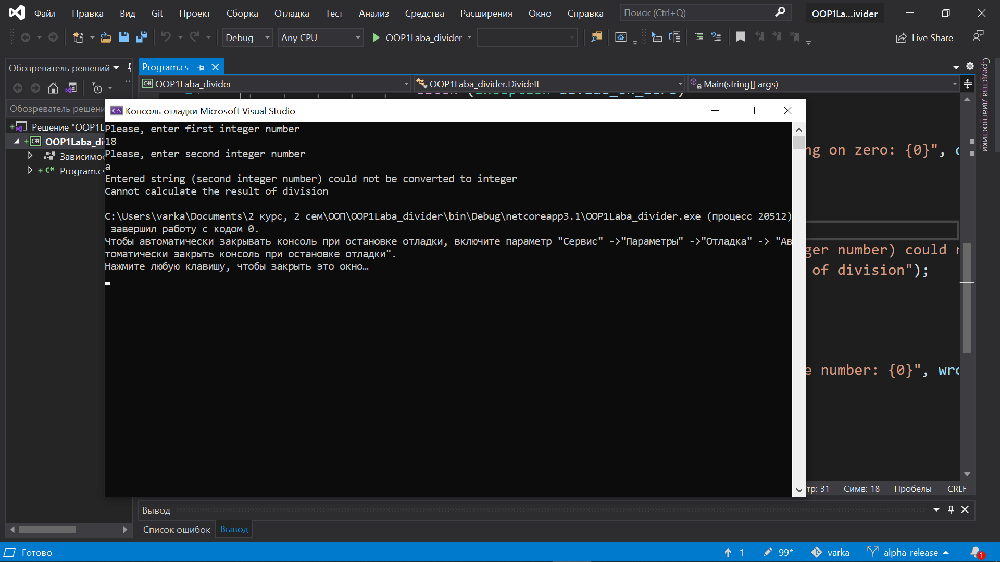 Файл Правка Вид Git Проект Сборка Отладка Тест Анализ Средства Расширения Окно Справка Поиск (Ctrl+Q) OOP1La...ivider
Debug Any CPU OOP1Laba_divider Live Share
Обозреватель решений
Program.cs
C# OOP1Laba_divider OOP1Laba_divider.DivideIt Main(string[] args)
Обозреватель решени
Решение "OOP1L
C# OOP1Laba_di
Зависимос
C# Program.cs
Консоль отладки Microsoft Visual Studio
Please, enter first integer number
18
Please, enter second integer number
a
Entered string (second integer number) could not be converted to integer
Cannot calculate the result of division
C:\Users\varka\Documents\2 курс, 2 сем\ООП\OOP1Laba_divider\bin\Debug\netcoreapp3.1\OOP1Laba_divider.exe (процесс 20512)
завершил работу с кодом 0.
Чтобы автоматически закрывать консоль при остановке отладки, включите параметр "Сервис" ->"Параметры" ->"Отладка" -> "Ав
томатически закрыть консоль при остановке отладки".
Нажмите любую клавишу, чтобы закрыть это окно…
ng on zero: {0}",
ger number) could
of division");
e number: {0}", wro
Средства диагностики
тр: 31 Симв: 18 Пробелы CRLF
Вывод
Список ошибок Вывод
Готово 1 99* varka alpha-release 1